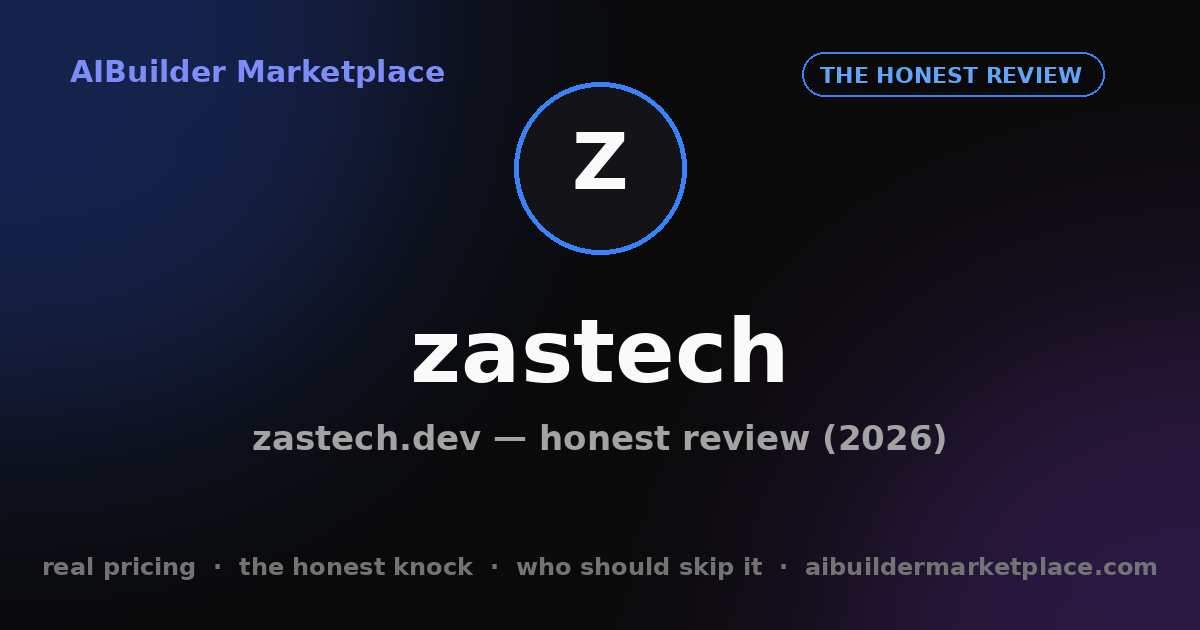 AIBuilder Marketplace
THE HONEST REVIEW
Z
zastech
zastech.dev — honest review (2026)
real pricing · the honest knock · who should skip it · aibuildermarketplace.com